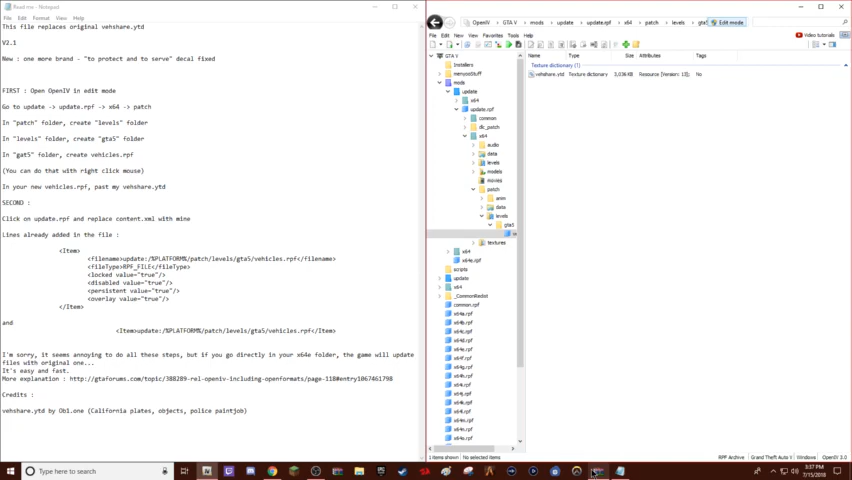 Read me - Notepad
File Edit Format View Help
This file replaces original vehshare.ytd
V2.1
New : one more brand - "to protect and to serve" decal fixed
FIRST : Open OpenIV in edit mode
Go to update -> update.rpf -> x64 -> patch
In "patch" folder, create "levels" folder
In "levels" folder, create "gta5" folder
In "gat5" folder, create vehicles.rpf
(You can do that with right click mouse)
In your new vehicles.rpf, past my vehshare.ytd
SECOND :
Click on update.rpf and replace content.xml with mine
Lines already added in the file :
<Item>
<filename>update:/%PLATFORM%/patch/levels/gta5/vehicles.rpf</filename>
<fileType>RPF_FILE</fileType>
<locked value="true"/>
<disabled value="true"/>
<persistent value="true"/>
<overlay value="true"/>
</Item>
and
<Item>update:/%PLATFORM%/patch/levels/gta5/vehicles.rpf</Item>
I'm sorry, it seems annoying to do all these steps, but if you go directly in your x64e folder, the game will update
files with original one...
It's easy and fast.
More explanation : http://gtaforums.com/topic/388289-rel-openiv-including-openformats/page-118#entry1067461798
Credits :
vehshare.ytd by Obl.one (California plates, objects, police paintjob)
OpenIV GTA V mods update update.rpf x64 patch levels gta5 Edit mode
File Edit View Favorites Tools Help
Video tutorials
GTA V
Installers
menyooStuff
mods
update
x64
update.rpf
common
dlc_patch
x64
audio
data
levels
models
movies
patch
anim
data
levels
gta5
textures
x64
x64e.rpf
scripts
update
x64
_CommonRedist
common.rpf
x64a.rpf
x64b.rpf
x64c.rpf
x64d.rpf
x64e.rpf
x64f.rpf
x64g.rpf
x64h.rpf
x64i.rpf
x64j.rpf
x64k.rpf
x64l.rpf
x64m.rpf
x64n.rpf
x64o.rpf
Name Type Size Attributes Tags
Texture dictionary (1)
vehshare.ytd Texture dictionary 3,036 KB Resource [Version: 13]; No
1 items shown No selected items
RPF Archive Grand Theft Auto V Windows OpenIV 3.0
Type here to search
3:37 PM
7/15/2018